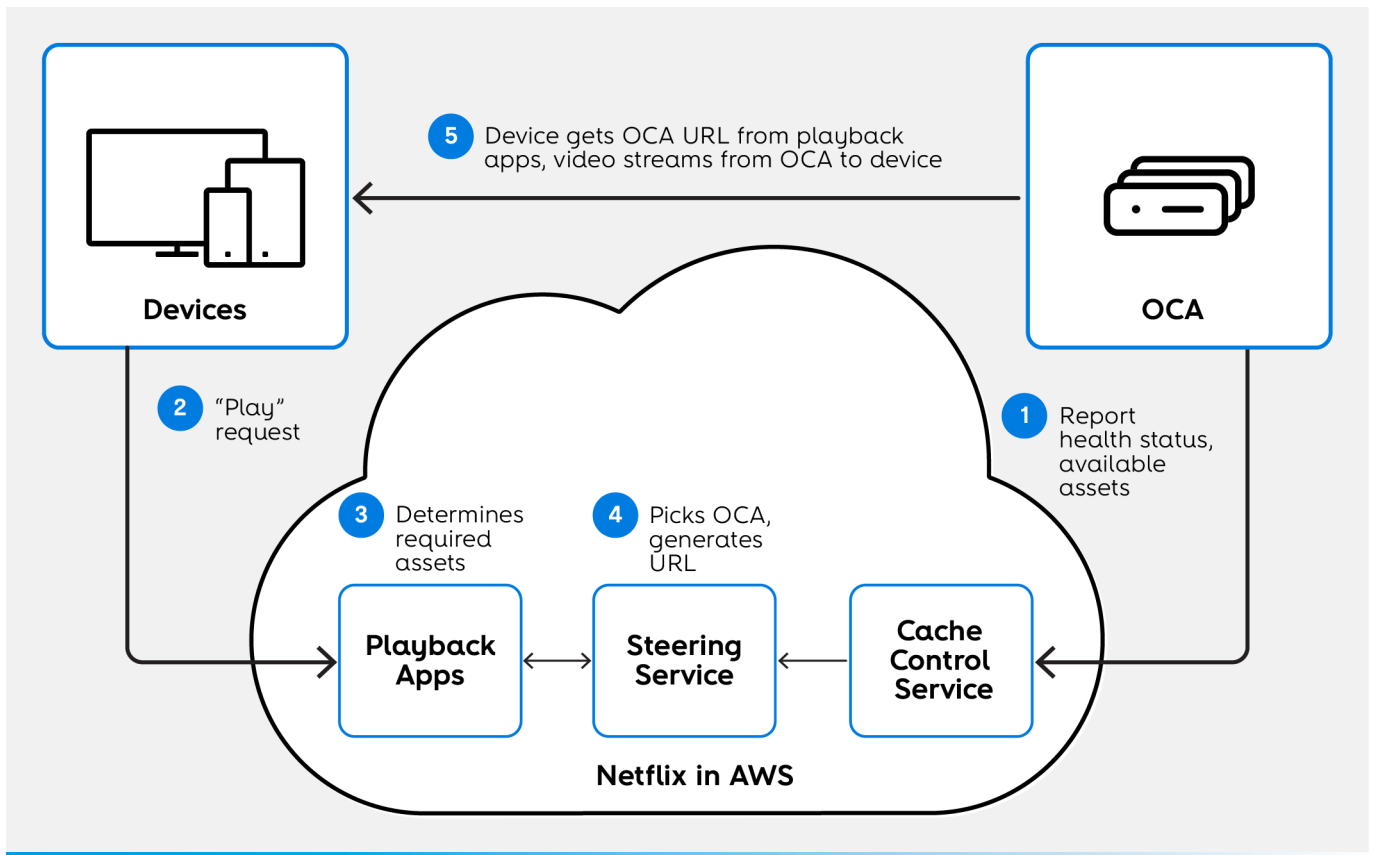 5
Device gets OCA URL from playback
apps, video streams from OCA to device
Devices
OCA
2
“Play”
request
1
Report
health status,
available
assets
3
Determines
required
assets
4
Picks OCA,
generates
URL
Playback
Apps
Steering
Service
Cache
Control
Service
Netflix in AWS